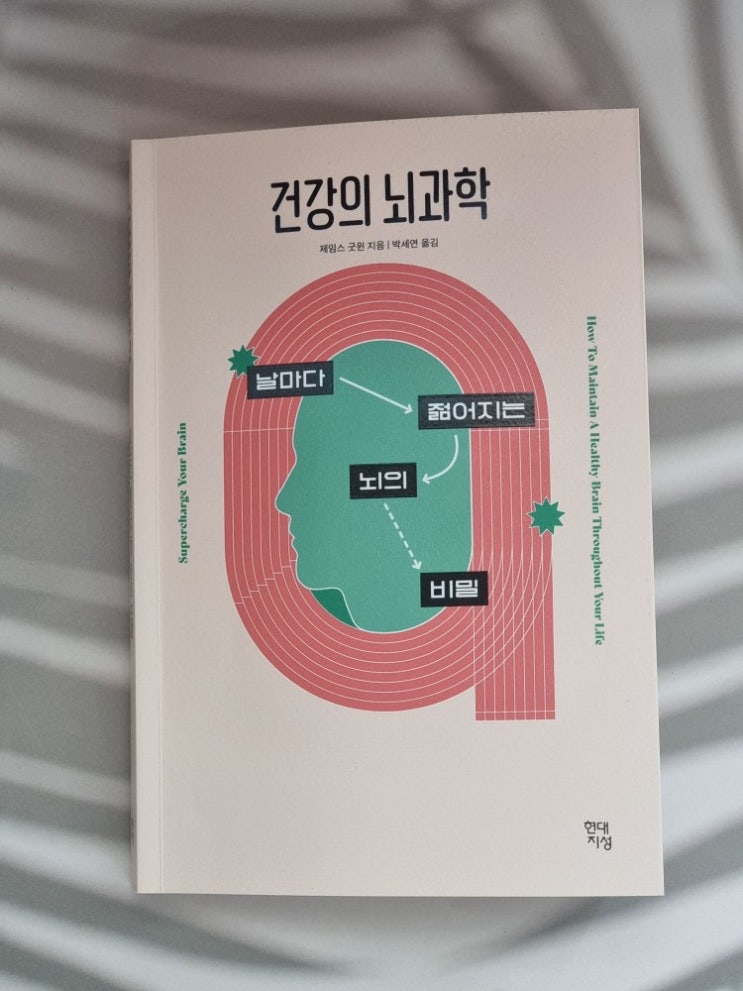 건강의 뇌과학
제임스 굿윈 지음 | 박세연 옮김
날마다
젊어지는
뇌의
비밀
Supercharge Your Brain
How To Maintain A Healthy Brain Throughout Your Life
현대
지성